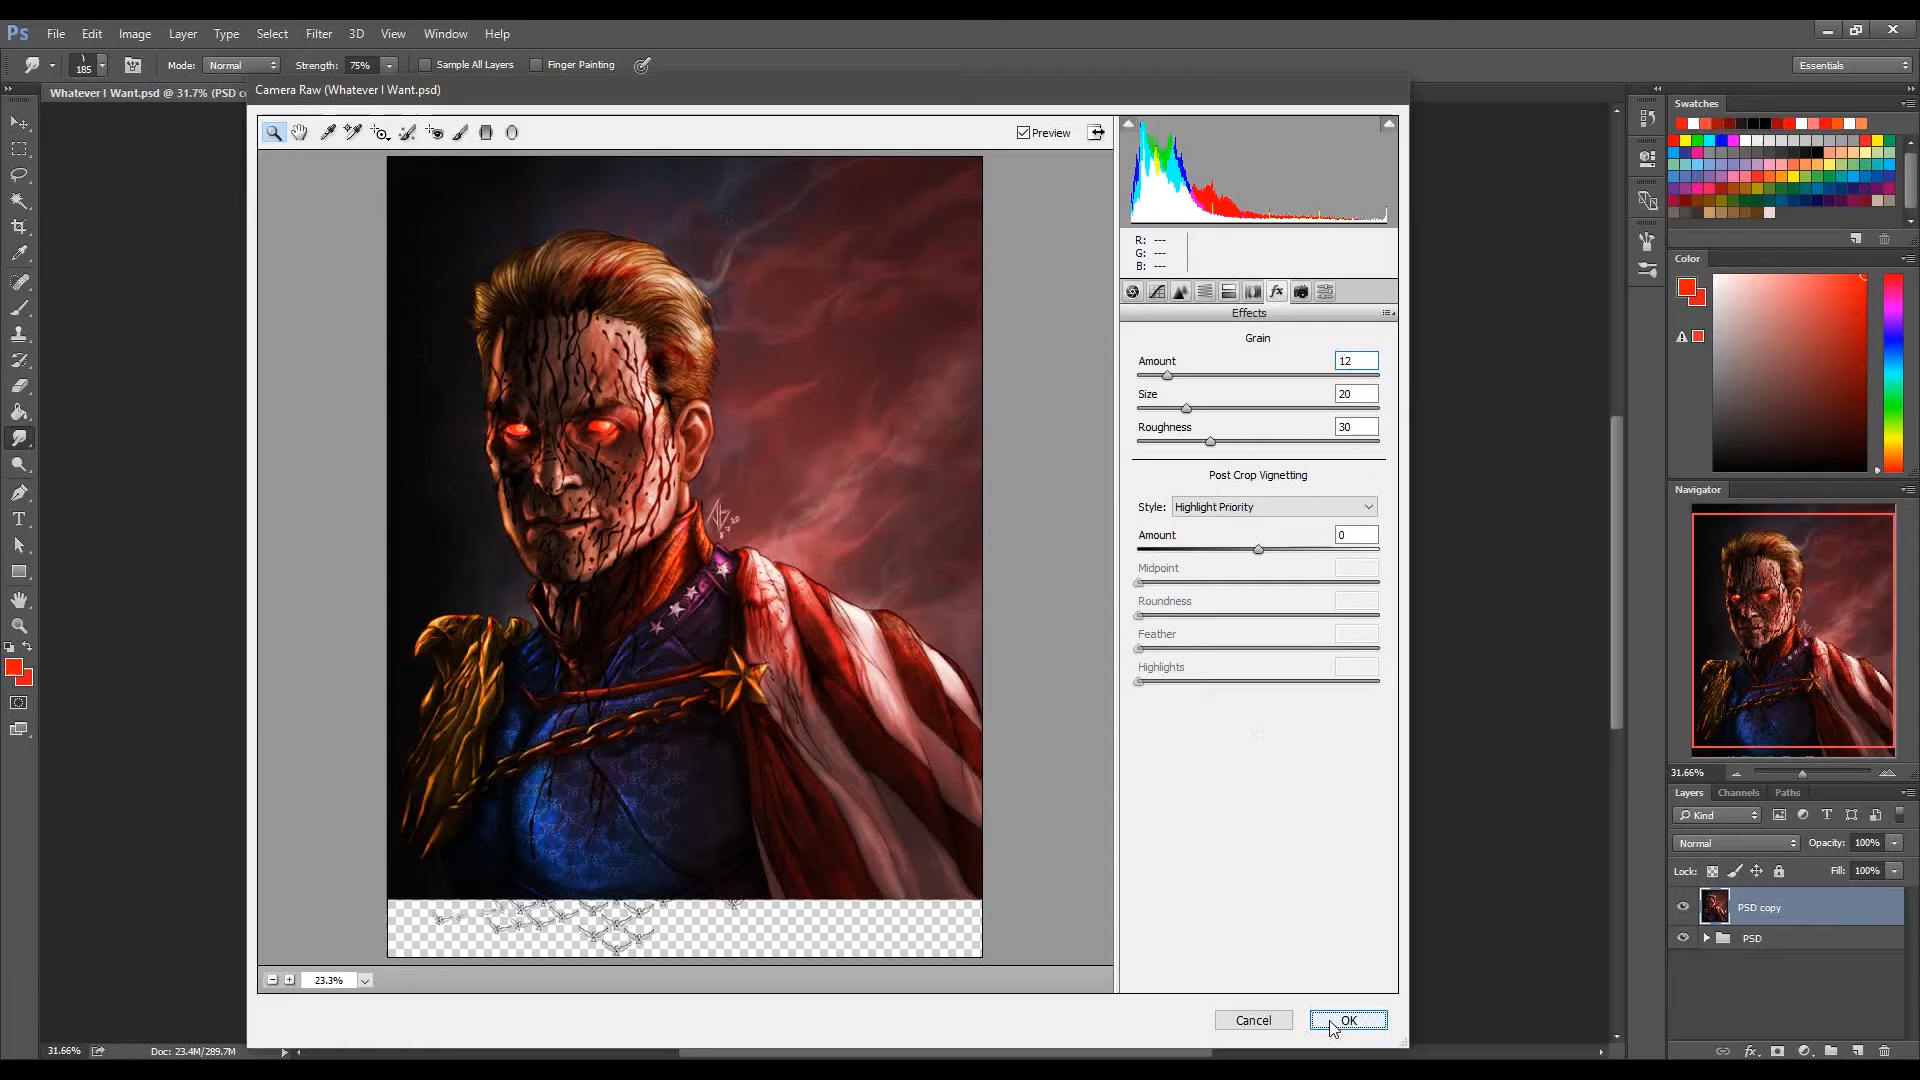 Ps File Edit Image Layer Type Select Filter 3D View Window Help
185 Mode: Normal Strength: 75% Sample All Layers Finger Painting Essentials
Whatever I Want.psd @ 31.7% (PSD co
Camera Raw (Whatever I Want.psd)
Preview
R: ---
G: ---
B: ---
Effects
Grain
Amount 12
Size 20
Roughness 30
Post Crop Vignetting
Style: Highlight Priority
Amount 0
Midpoint
Roundness
Feather
Highlights
23.3%
Cancel OK
31.66% Doc: 23.4M/289.7M
Swatches
Color
Navigator
31.66%
Layers Channels Paths
Kind
Normal Opacity: 100%
Lock: Fill: 100%
PSD copy
PSD